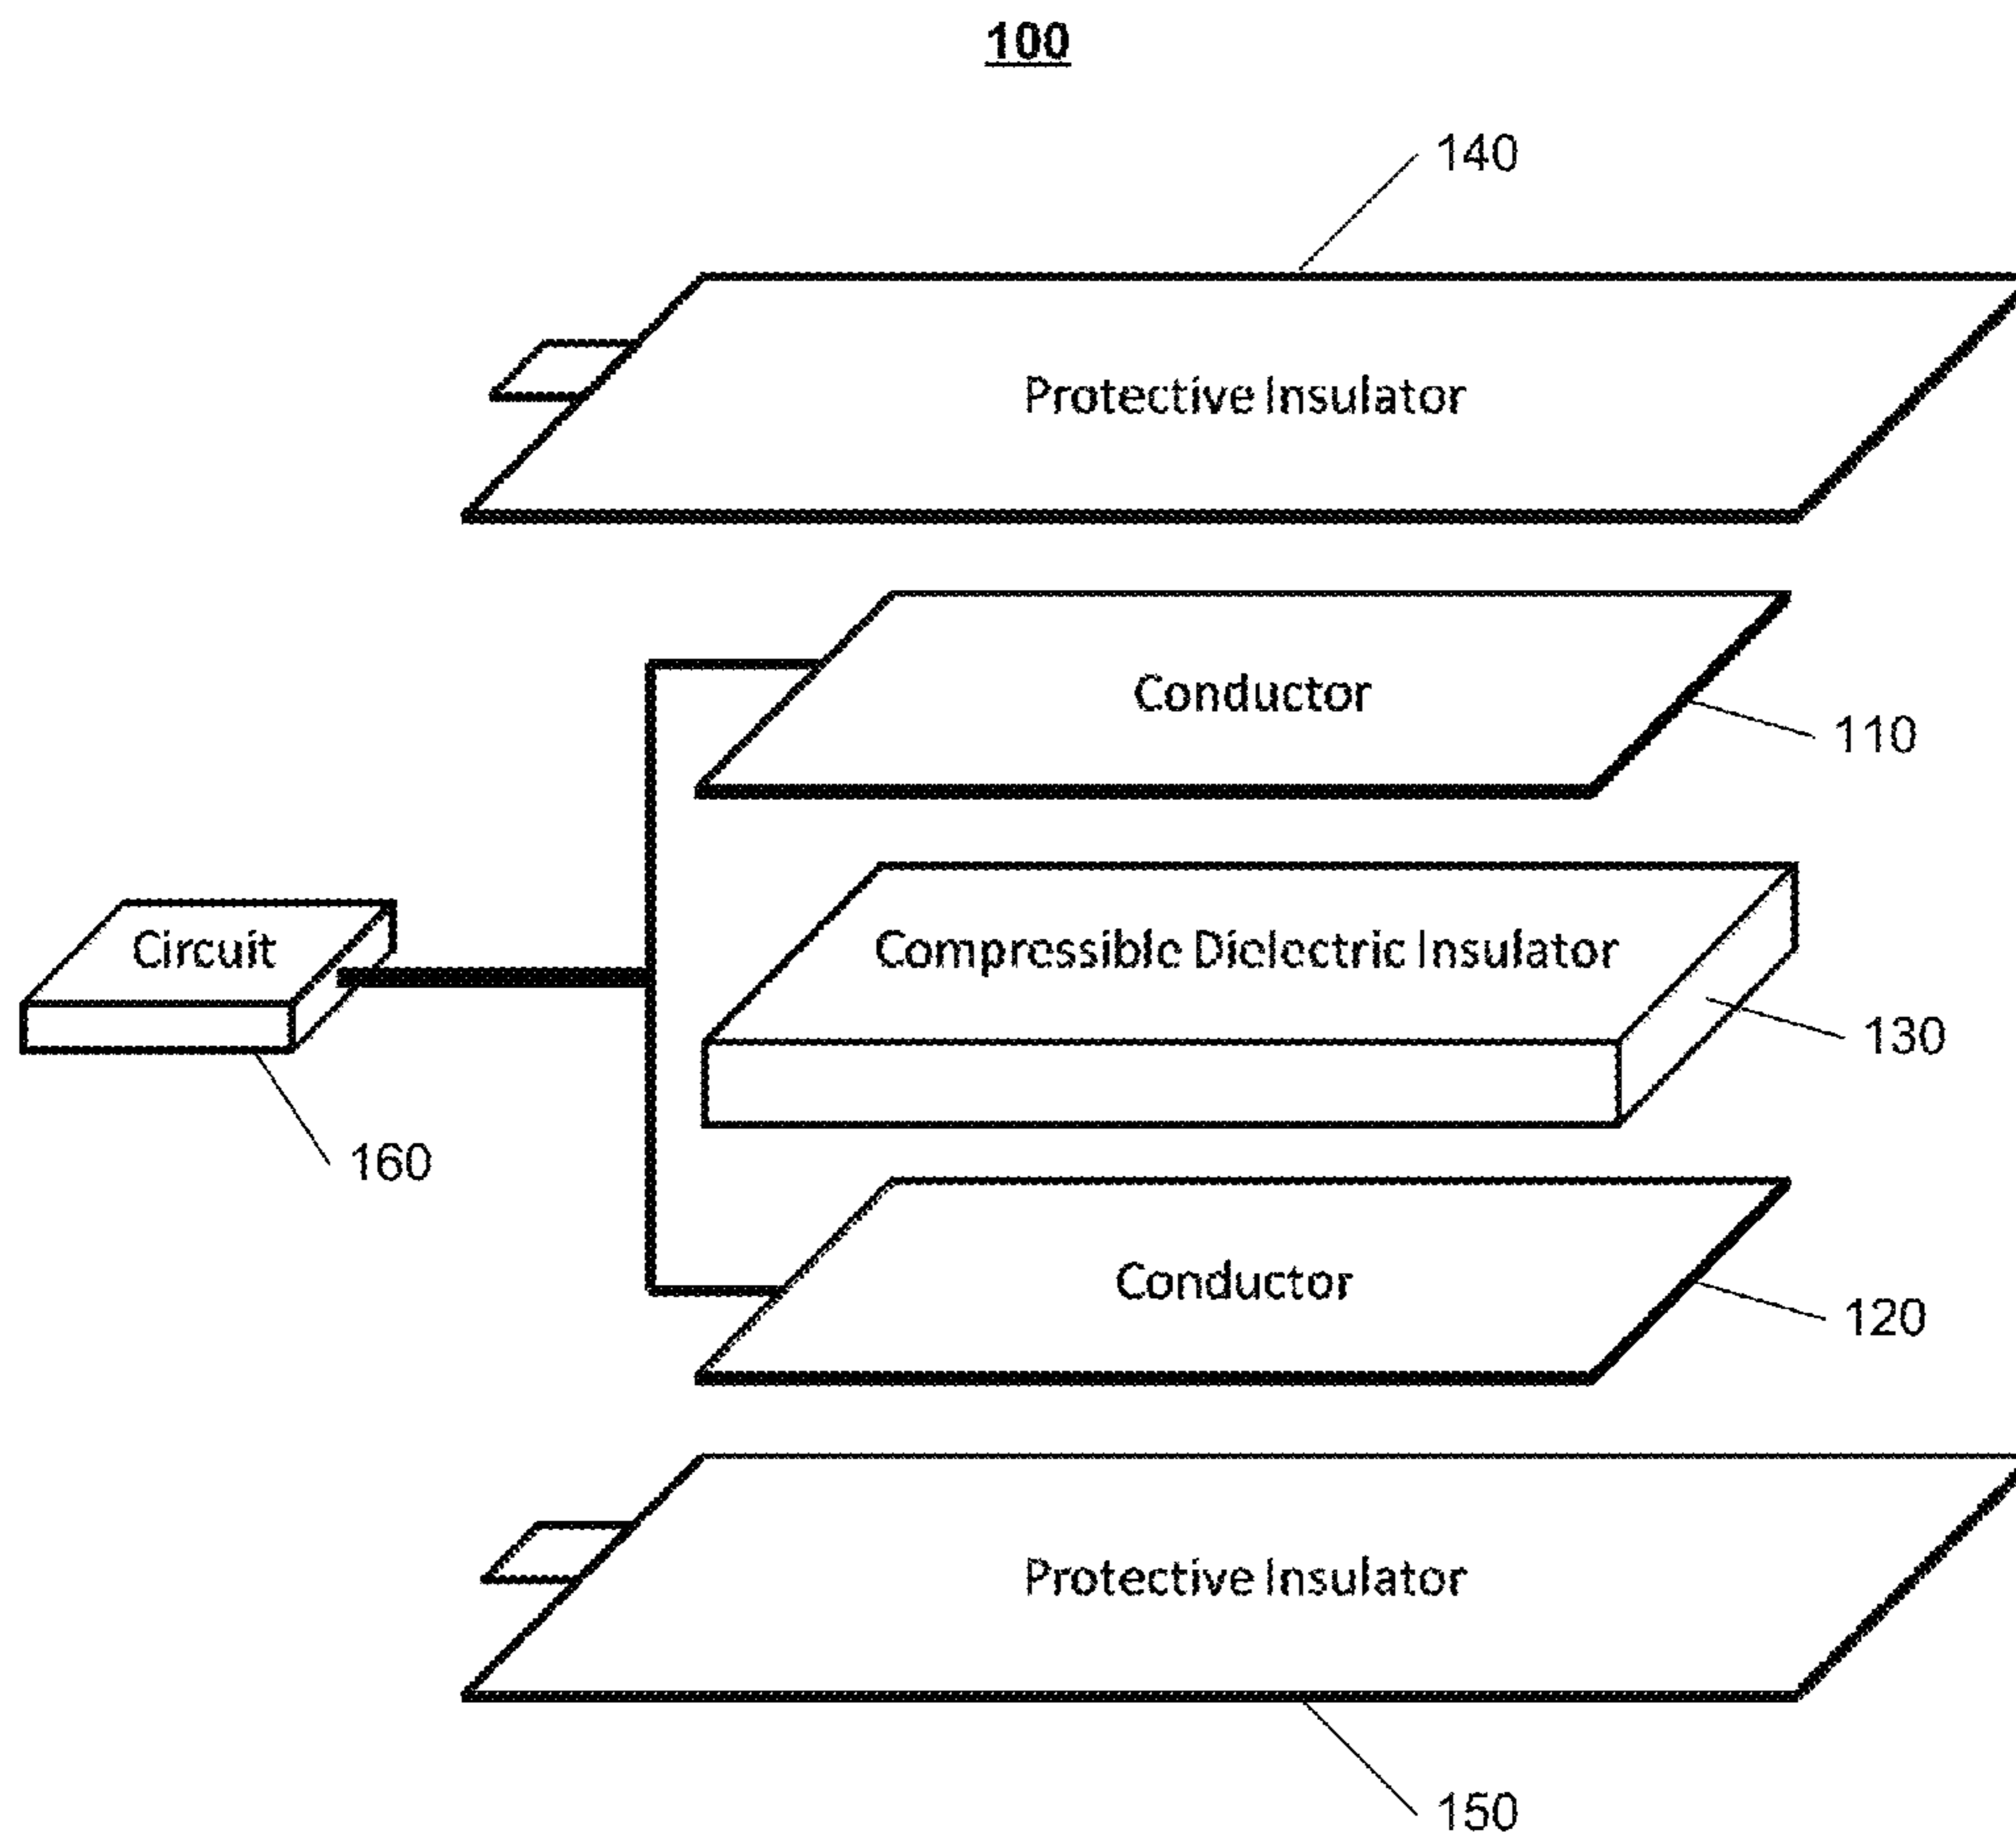 100
140
Protective Insulator
Conductor
110
Circuit
Compressible Dielectric Insulator
130
160
Conductor
120
Protective Insulator
150